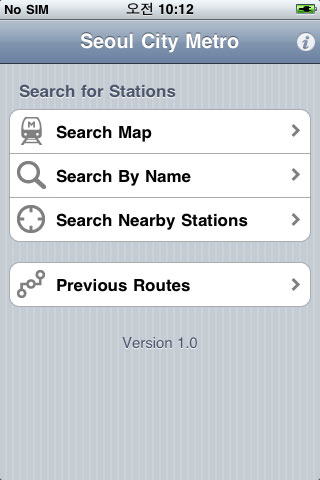 No SIM 오전 10:12
Seoul City Metro
Search for Stations
M
Search Map
Search By Name
Search Nearby Stations
Previous Routes
Version 1.0